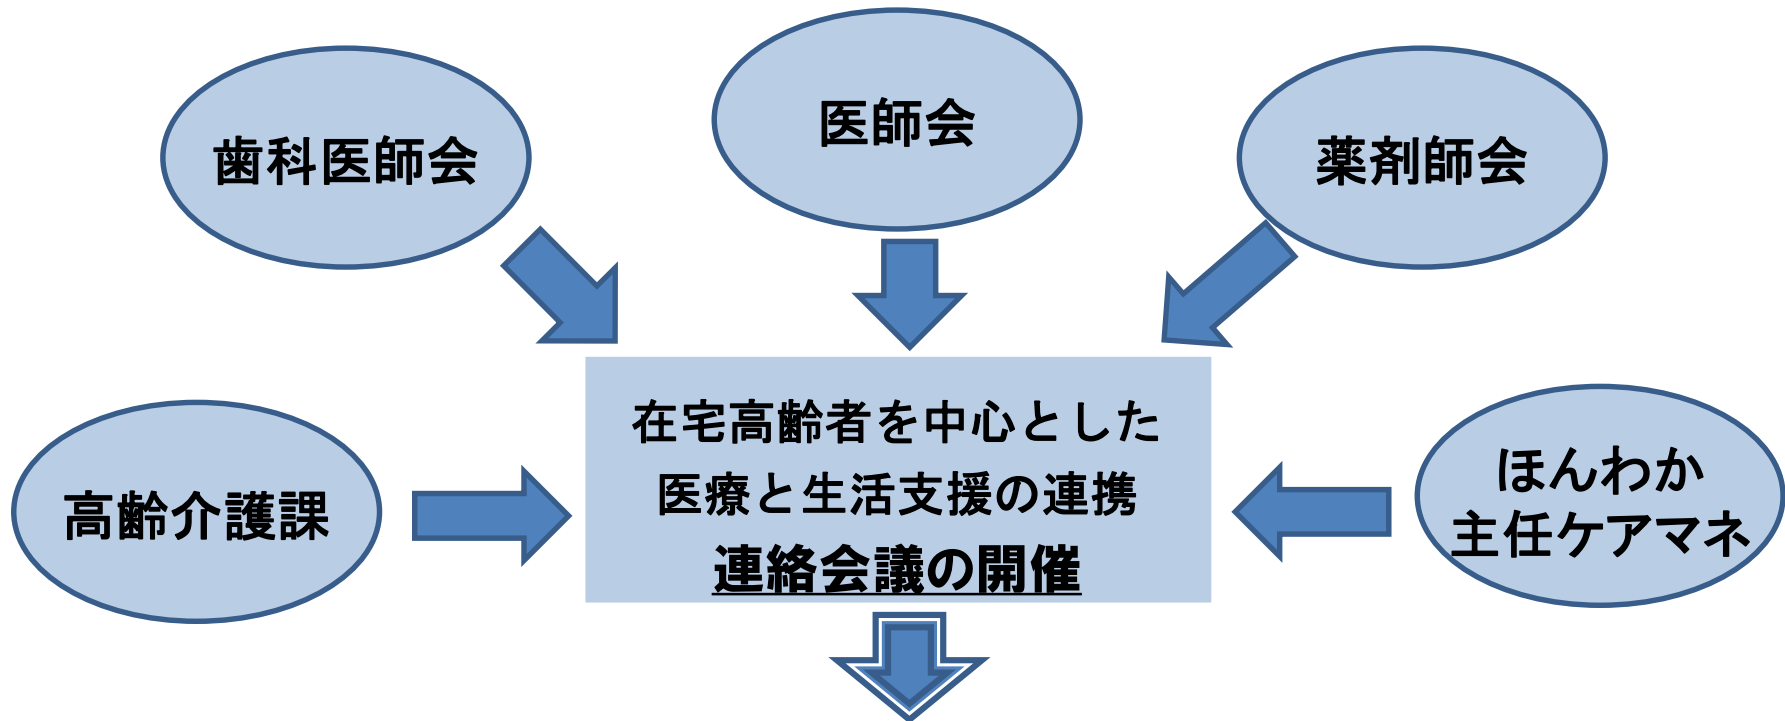 歯科医師会
医師会
薬剤師会
高齢介護課
在宅高齢者を中心とした
医療と生活支援の連携
連絡会議の開催
ほんわか
主任ケアマネ